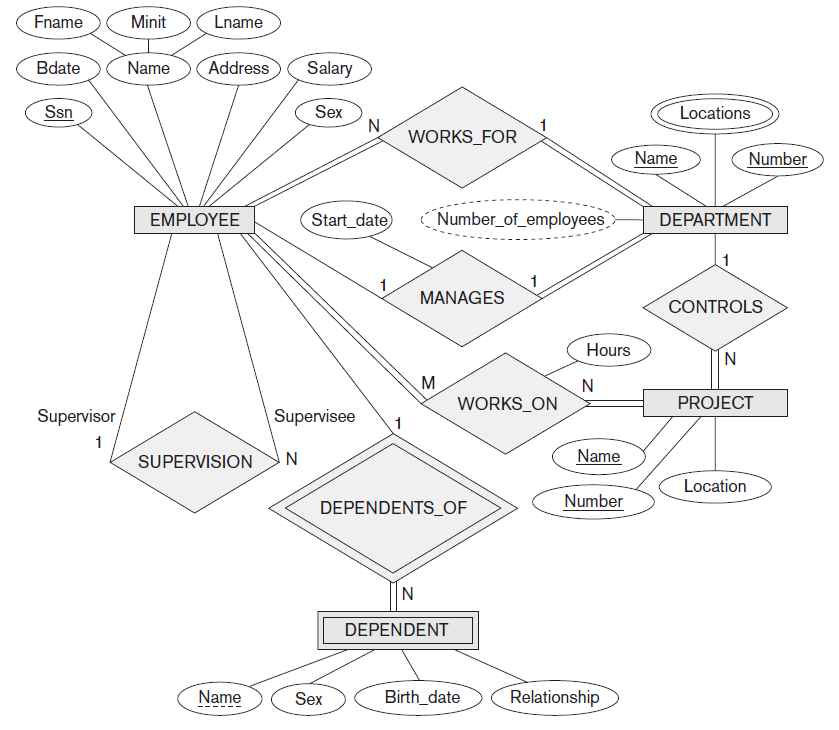 Fname
Minit
Lname
Bdate
Name
Address
Salary
Ssn
Sex
N
WORKS_FOR
1
Locations
Name
Number
EMPLOYEE
Start_date
Number_of_employees
DEPARTMENT
1
MANAGES
1
1
CONTROLS
N
Hours
M
WORKS_ON
N
PROJECT
Supervisor
1
SUPERVISION
Supervisee
N
1
Name
Number
Location
DEPENDENTS_OF
N
DEPENDENT
Name
Sex
Birth_date
Relationship